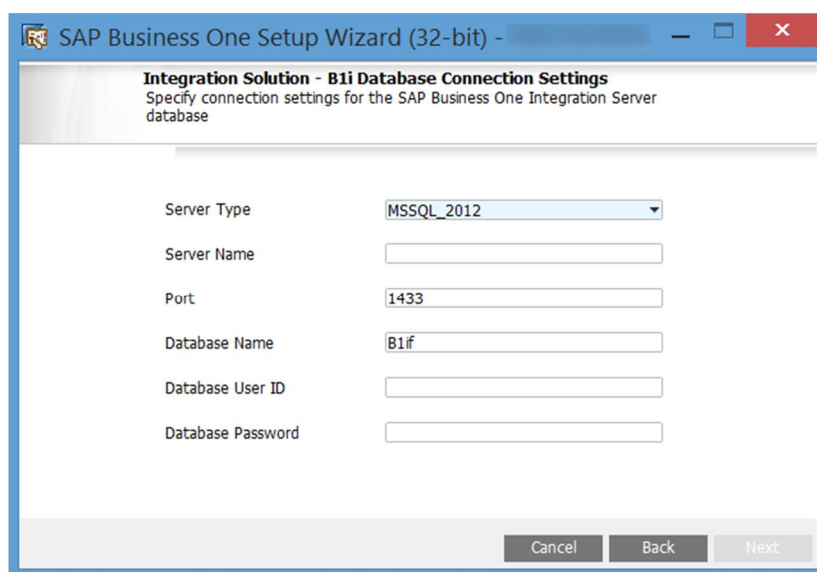 SAP Business One Setup Wizard (32-bit) -
Integration Solution - B1i Database Connection Settings
Specify connection settings for the SAP Business One Integration Server
database
Server Type MSSQL_2012
Server Name
Port 1433
Database Name B1if
Database User ID
Database Password
Cancel Back Next